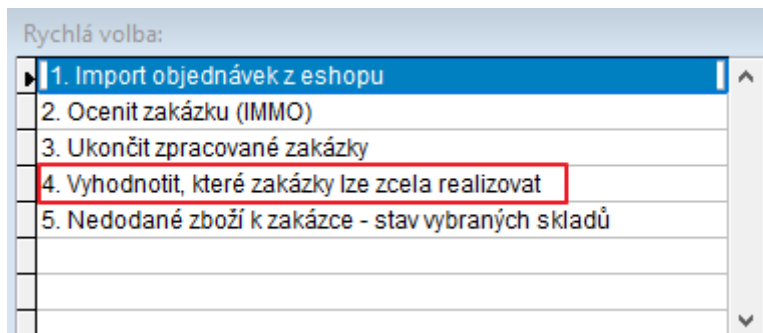 Rychlá volba:
1. Import objednávek z eshopu
2. Ocenit zakázku (IMMO)
3. Ukončit zpracované zakázky
4. Vyhodnotit, které zakázky lze zcela realizovat
5. Nedodané zboží k zakázce - stav vybraných skladů